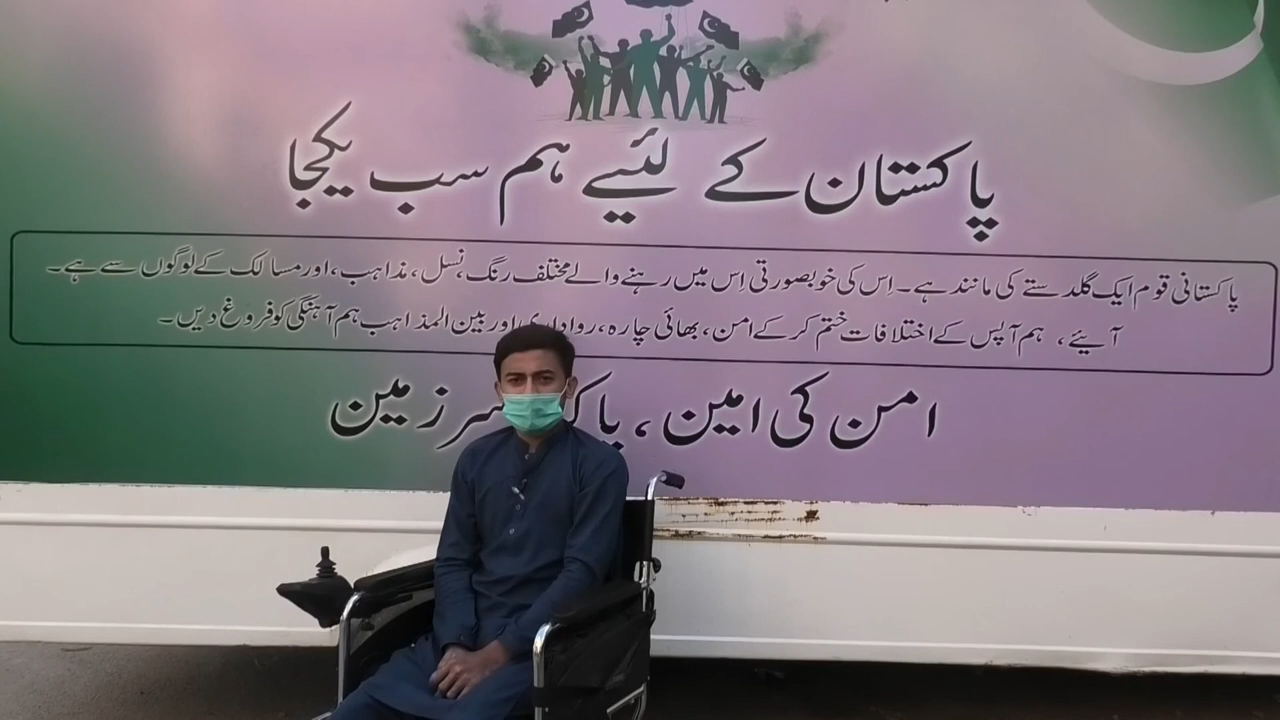 پاکستان کے لئیے ہم سب یکجا
پاکستانی قوم ایک گلدستے کی مانند ہے۔ اِس کی خوبصورتی اِس میں رہنے والے مختلف رنگ، نسل، مذاہب، اور مسالک کے لوگوں سے ہے۔
آیئے، ہم آپس کے اختلافات ختم کر کے امن، بھائی چارہ، رواداری اور بین المذاہب ہم آہنگی کو فروغ دیں۔
امن کی امین، پاک سرزمین